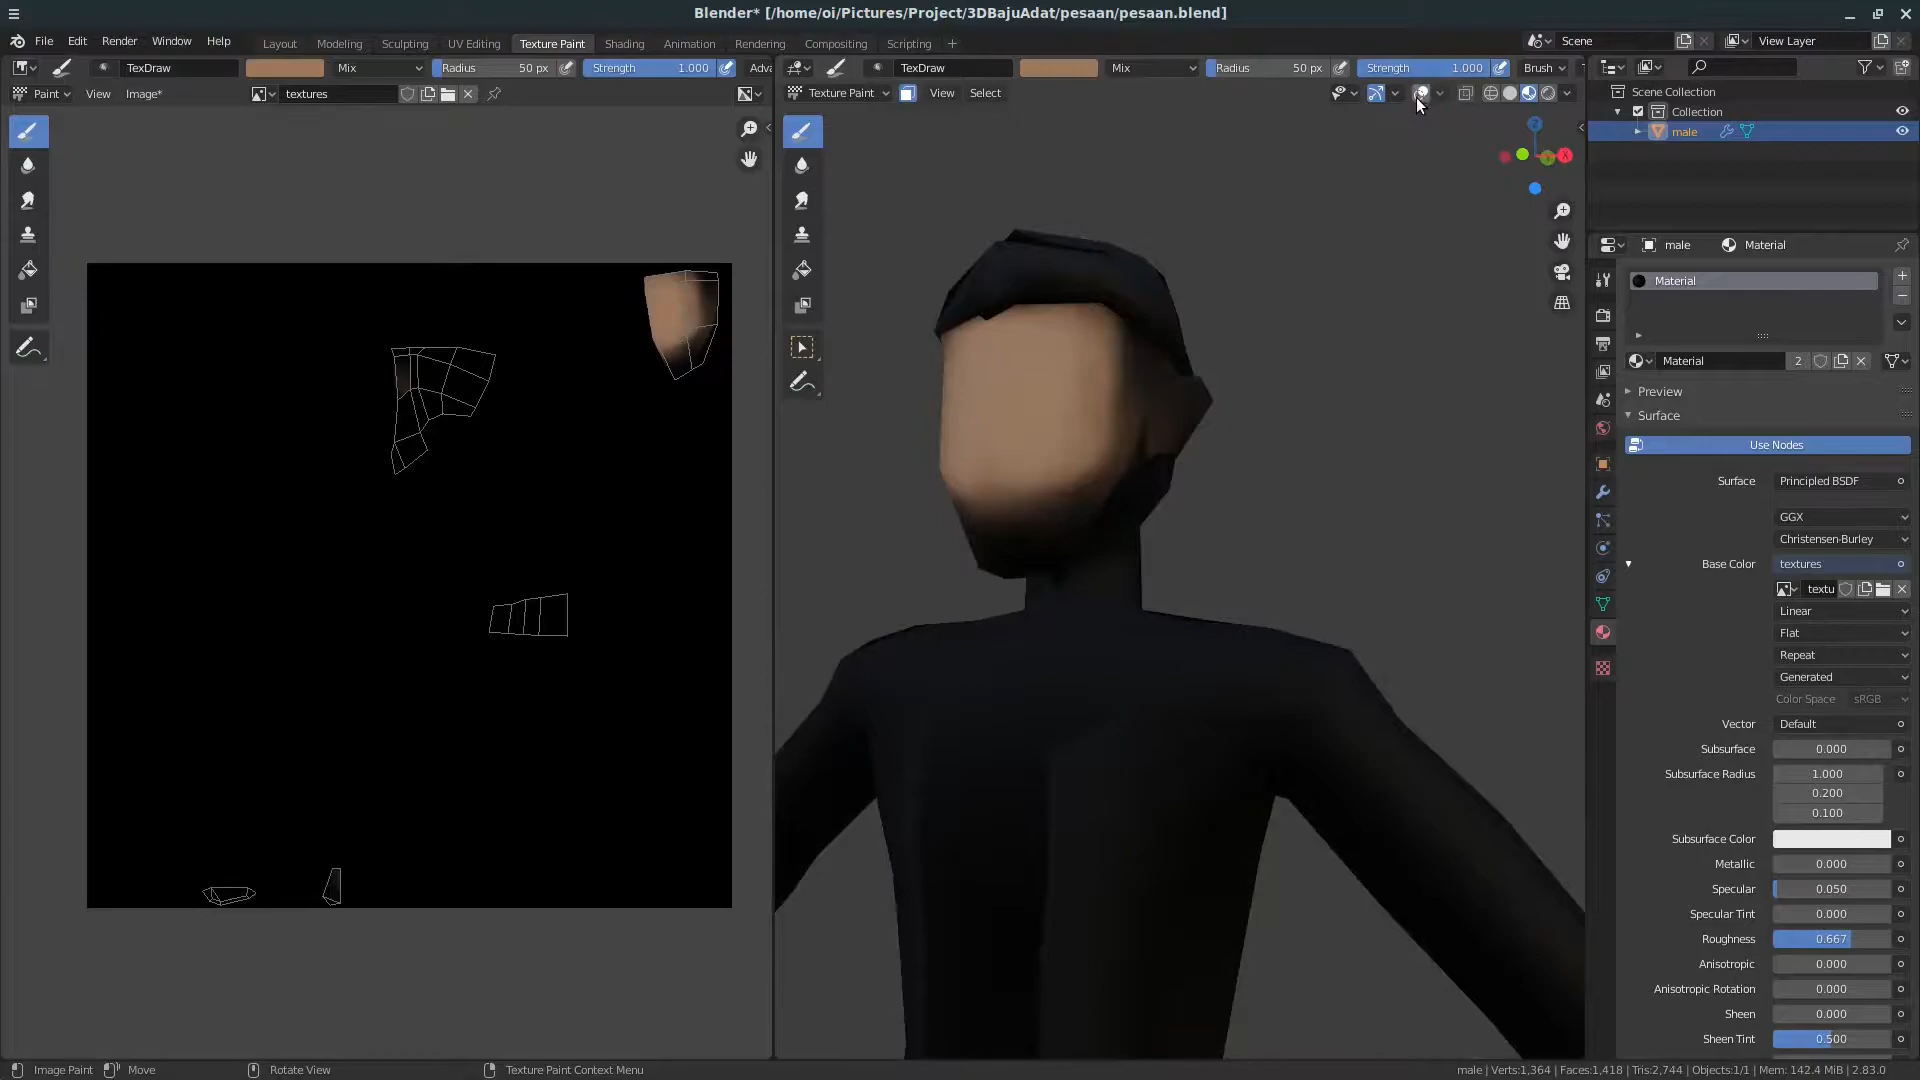 Blender* [/home/oi/Pictures/Project/3DBajuAdat/pesaan/pesaan.blend]
File Edit Render Window Help
Layout Modeling Sculpting UV Editing Texture Paint Shading Animation Rendering Compositing Scripting +
Scene
View Layer
TexDraw Mix Radius 50 px Strength 1.000 Adva
TexDraw Mix Radius 50 px Strength 1.000 Brush
Paint View Image* textures
Texture Paint View Select
Scene Collection
Collection
male
Z
X
male Material
Material
Material 2
Preview
Surface
Use Nodes
Surface Principled BSDF
GGX
Christensen-Burley
Base Color textures
textu
Linear
Flat
Repeat
Generated
Color Space sRGB
Vector Default
Subsurface 0.000
Subsurface Radius 1.000
0.200
0.100
Subsurface Color
Metallic 0.000
Specular 0.050
Specular Tint 0.000
Roughness 0.667
Anisotropic 0.000
Anisotropic Rotation 0.000
Sheen 0.000
Sheen Tint 0.500
Image Paint Move Rotate View Texture Paint Context Menu
male | Verts:1,364 | Faces:1,418 | Tris:2,744 | Objects:1/1 | Mem: 142.4 MiB | 2.83.0